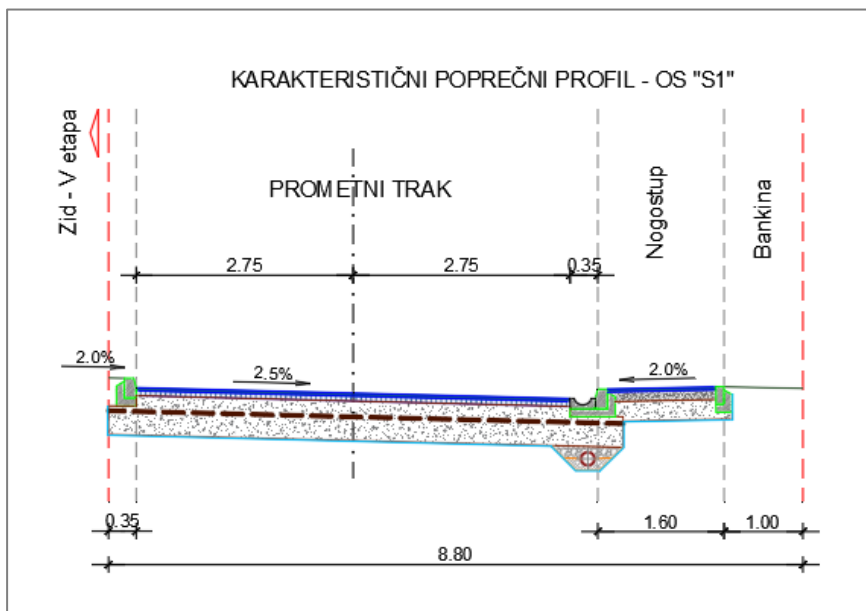 KARAKTERISTIČNI POPREČNI PROFIL - OS "S1"
Zid - V etapa
PROMETNI TRAK
Nogostup
Bankina
2.75
2.75
0.35
2.0%
2.5%
2.0%
0.35
1.60
1.00
8.80